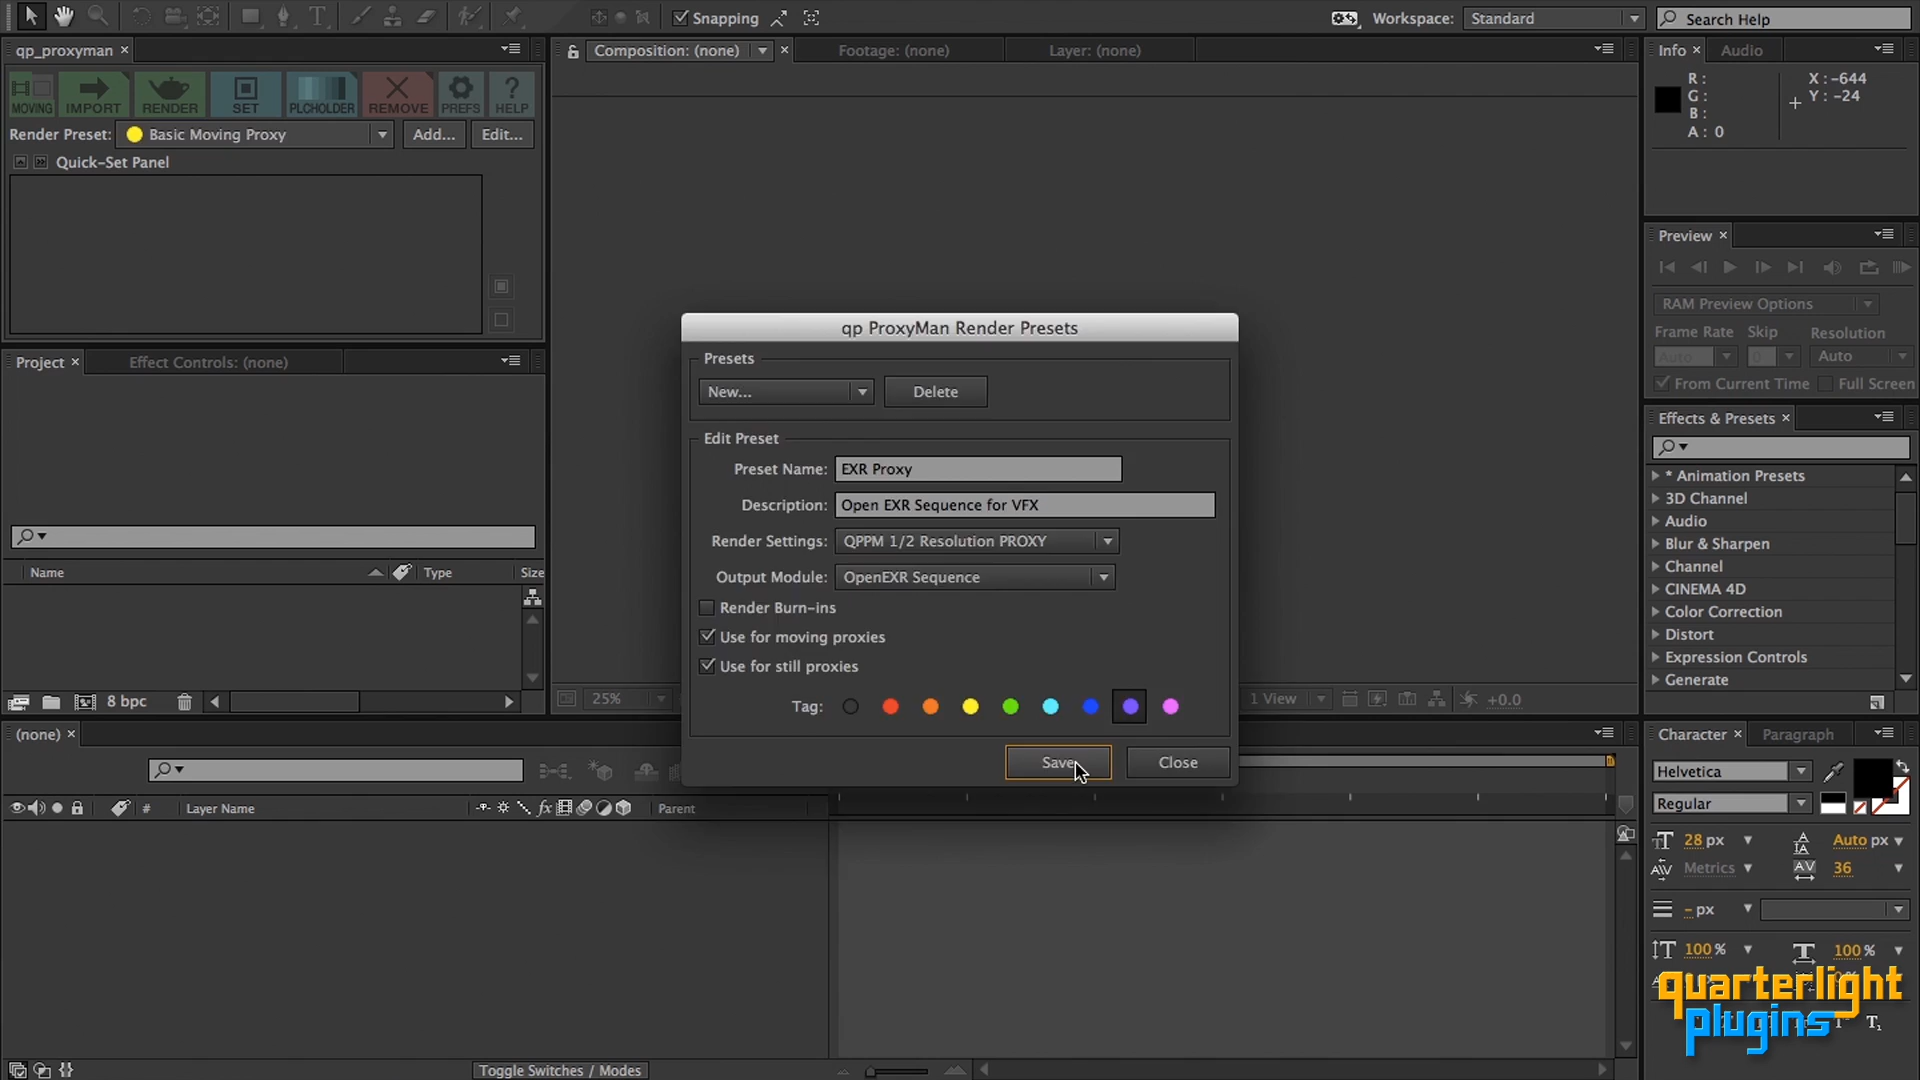 Snapping
Workspace: Standard
Search Help
qp_proxyman
MOVING
IMPORT
RENDER
SET
PLCHOLDER
REMOVE
PREFS
HELP
Render Preset: Basic Moving Proxy
Add...
Edit...
Quick-Set Panel
Composition: (none)
Footage: (none)
Layer: (none)
Info
Audio
R :
G :
B :
A : 0
X : -644
Y : -24
Preview
RAM Preview Options
Frame Rate Skip Resolution
Auto 0 Auto
From Current Time Full Screen
Effects & Presets
* Animation Presets
3D Channel
Audio
Blur & Sharpen
Channel
CINEMA 4D
Color Correction
Distort
Expression Controls
Generate
Project
Effect Controls: (none)
Name Type Size
8 bpc
25%
1 View
+0.0
qp ProxyMan Render Presets
Presets
New...
Delete
Edit Preset
Preset Name: EXR Proxy
Description: Open EXR Sequence for VFX
Render Settings: QPPM 1/2 Resolution PROXY
Output Module: OpenEXR Sequence
Render Burn-ins
Use for moving proxies
Use for still proxies
Tag:
Save
Close
(none)
# Layer Name
fx
Parent
Toggle Switches / Modes
Character
Paragraph
Helvetica
Regular
28 px
Auto px
Metrics
36
- px
100 %
100 %
quarterlight
plugins